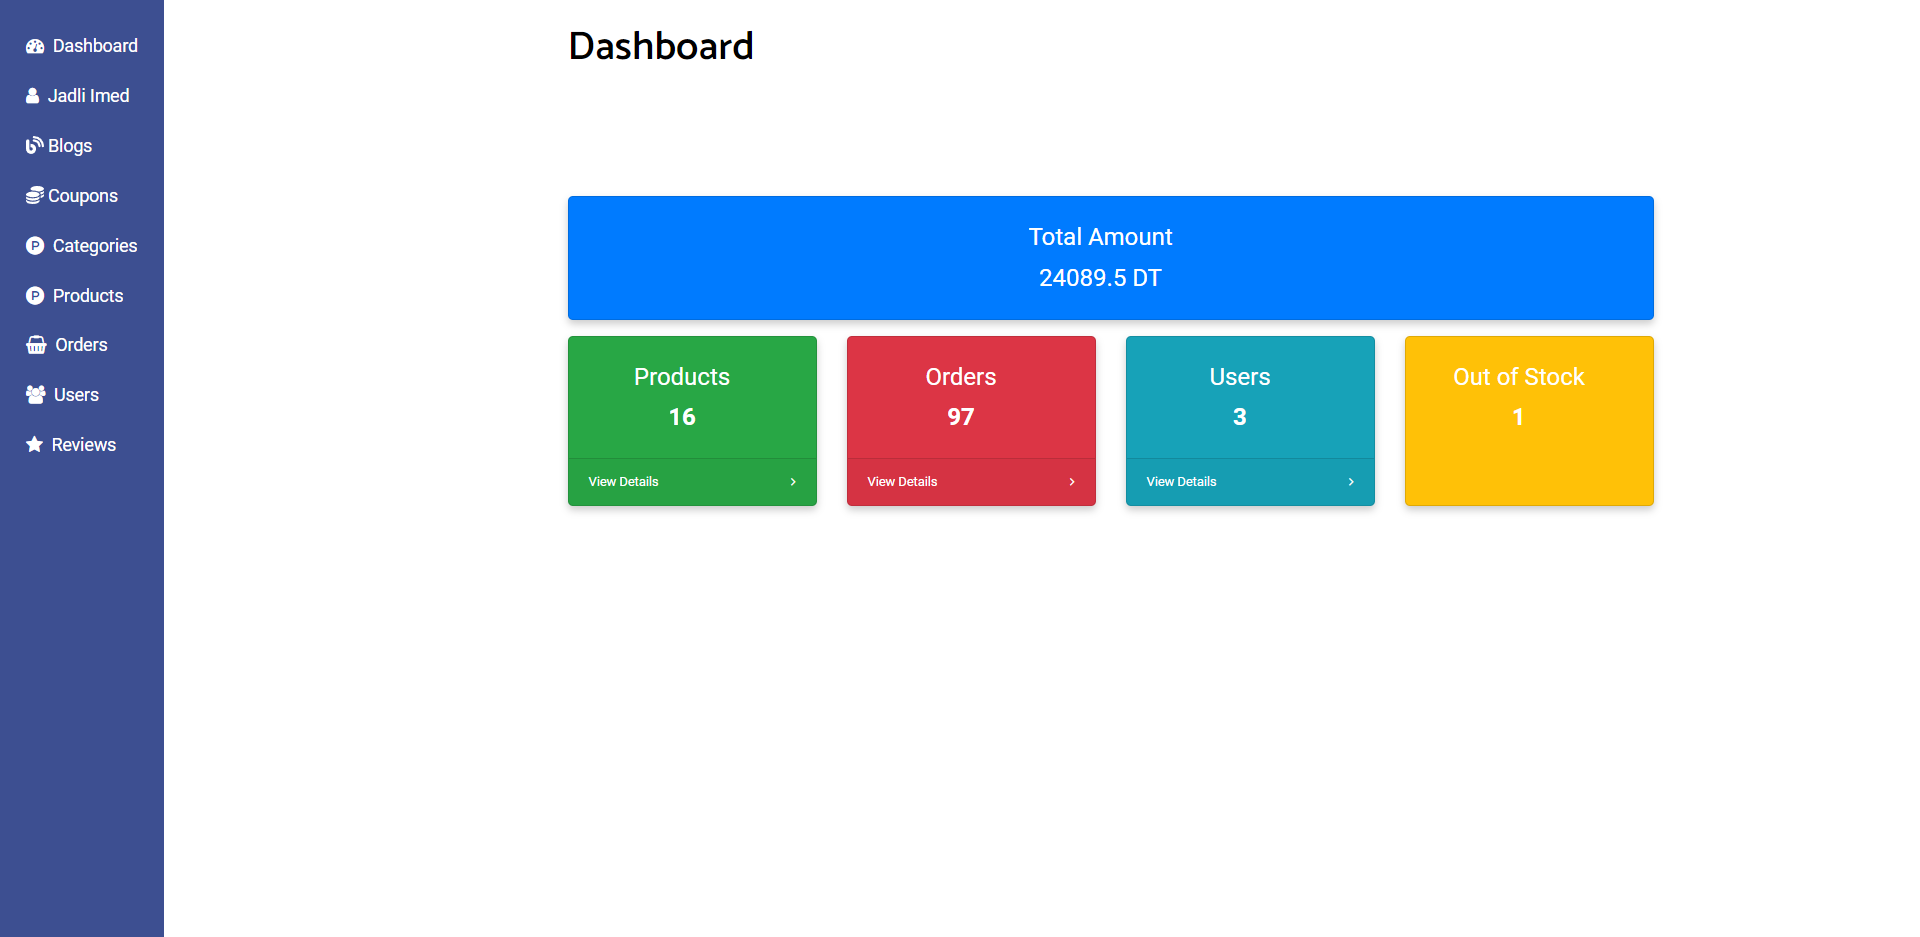 Dashboard
Jadli Imed
Blogs
Coupons
Categories
Products
Orders
Users
Reviews
Dashboard
Total Amount
24089.5 DT
Products
16
View Details
Orders
97
View Details
Users
3
View Details
Out of Stock
1